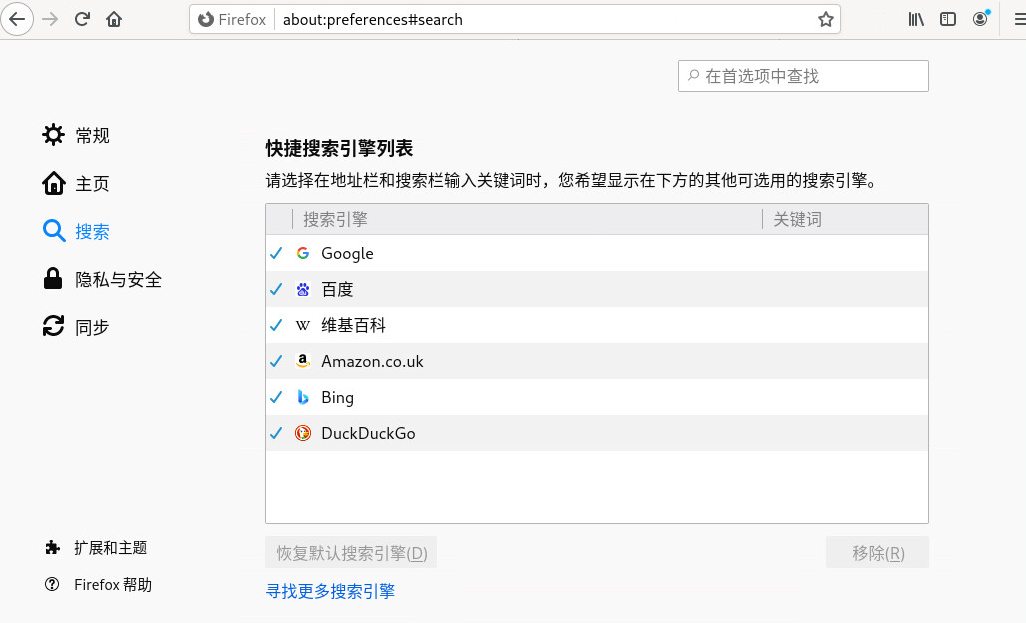 Firefox
about:preferences#search
在首选项中查找
常规
主页
搜索
隐私与安全
同步
快捷搜索引擎列表
请选择在地址栏和搜索栏输入关键词时，您希望显示在下方的其他可选用的搜索引擎。
搜索引擎 关键词
Google
百度
W 维基百科
Amazon.co.uk
Bing
DuckDuckGo
恢复默认搜索引擎(D) 移除(R)
寻找更多搜索引擎
扩展和主题
Firefox 帮助